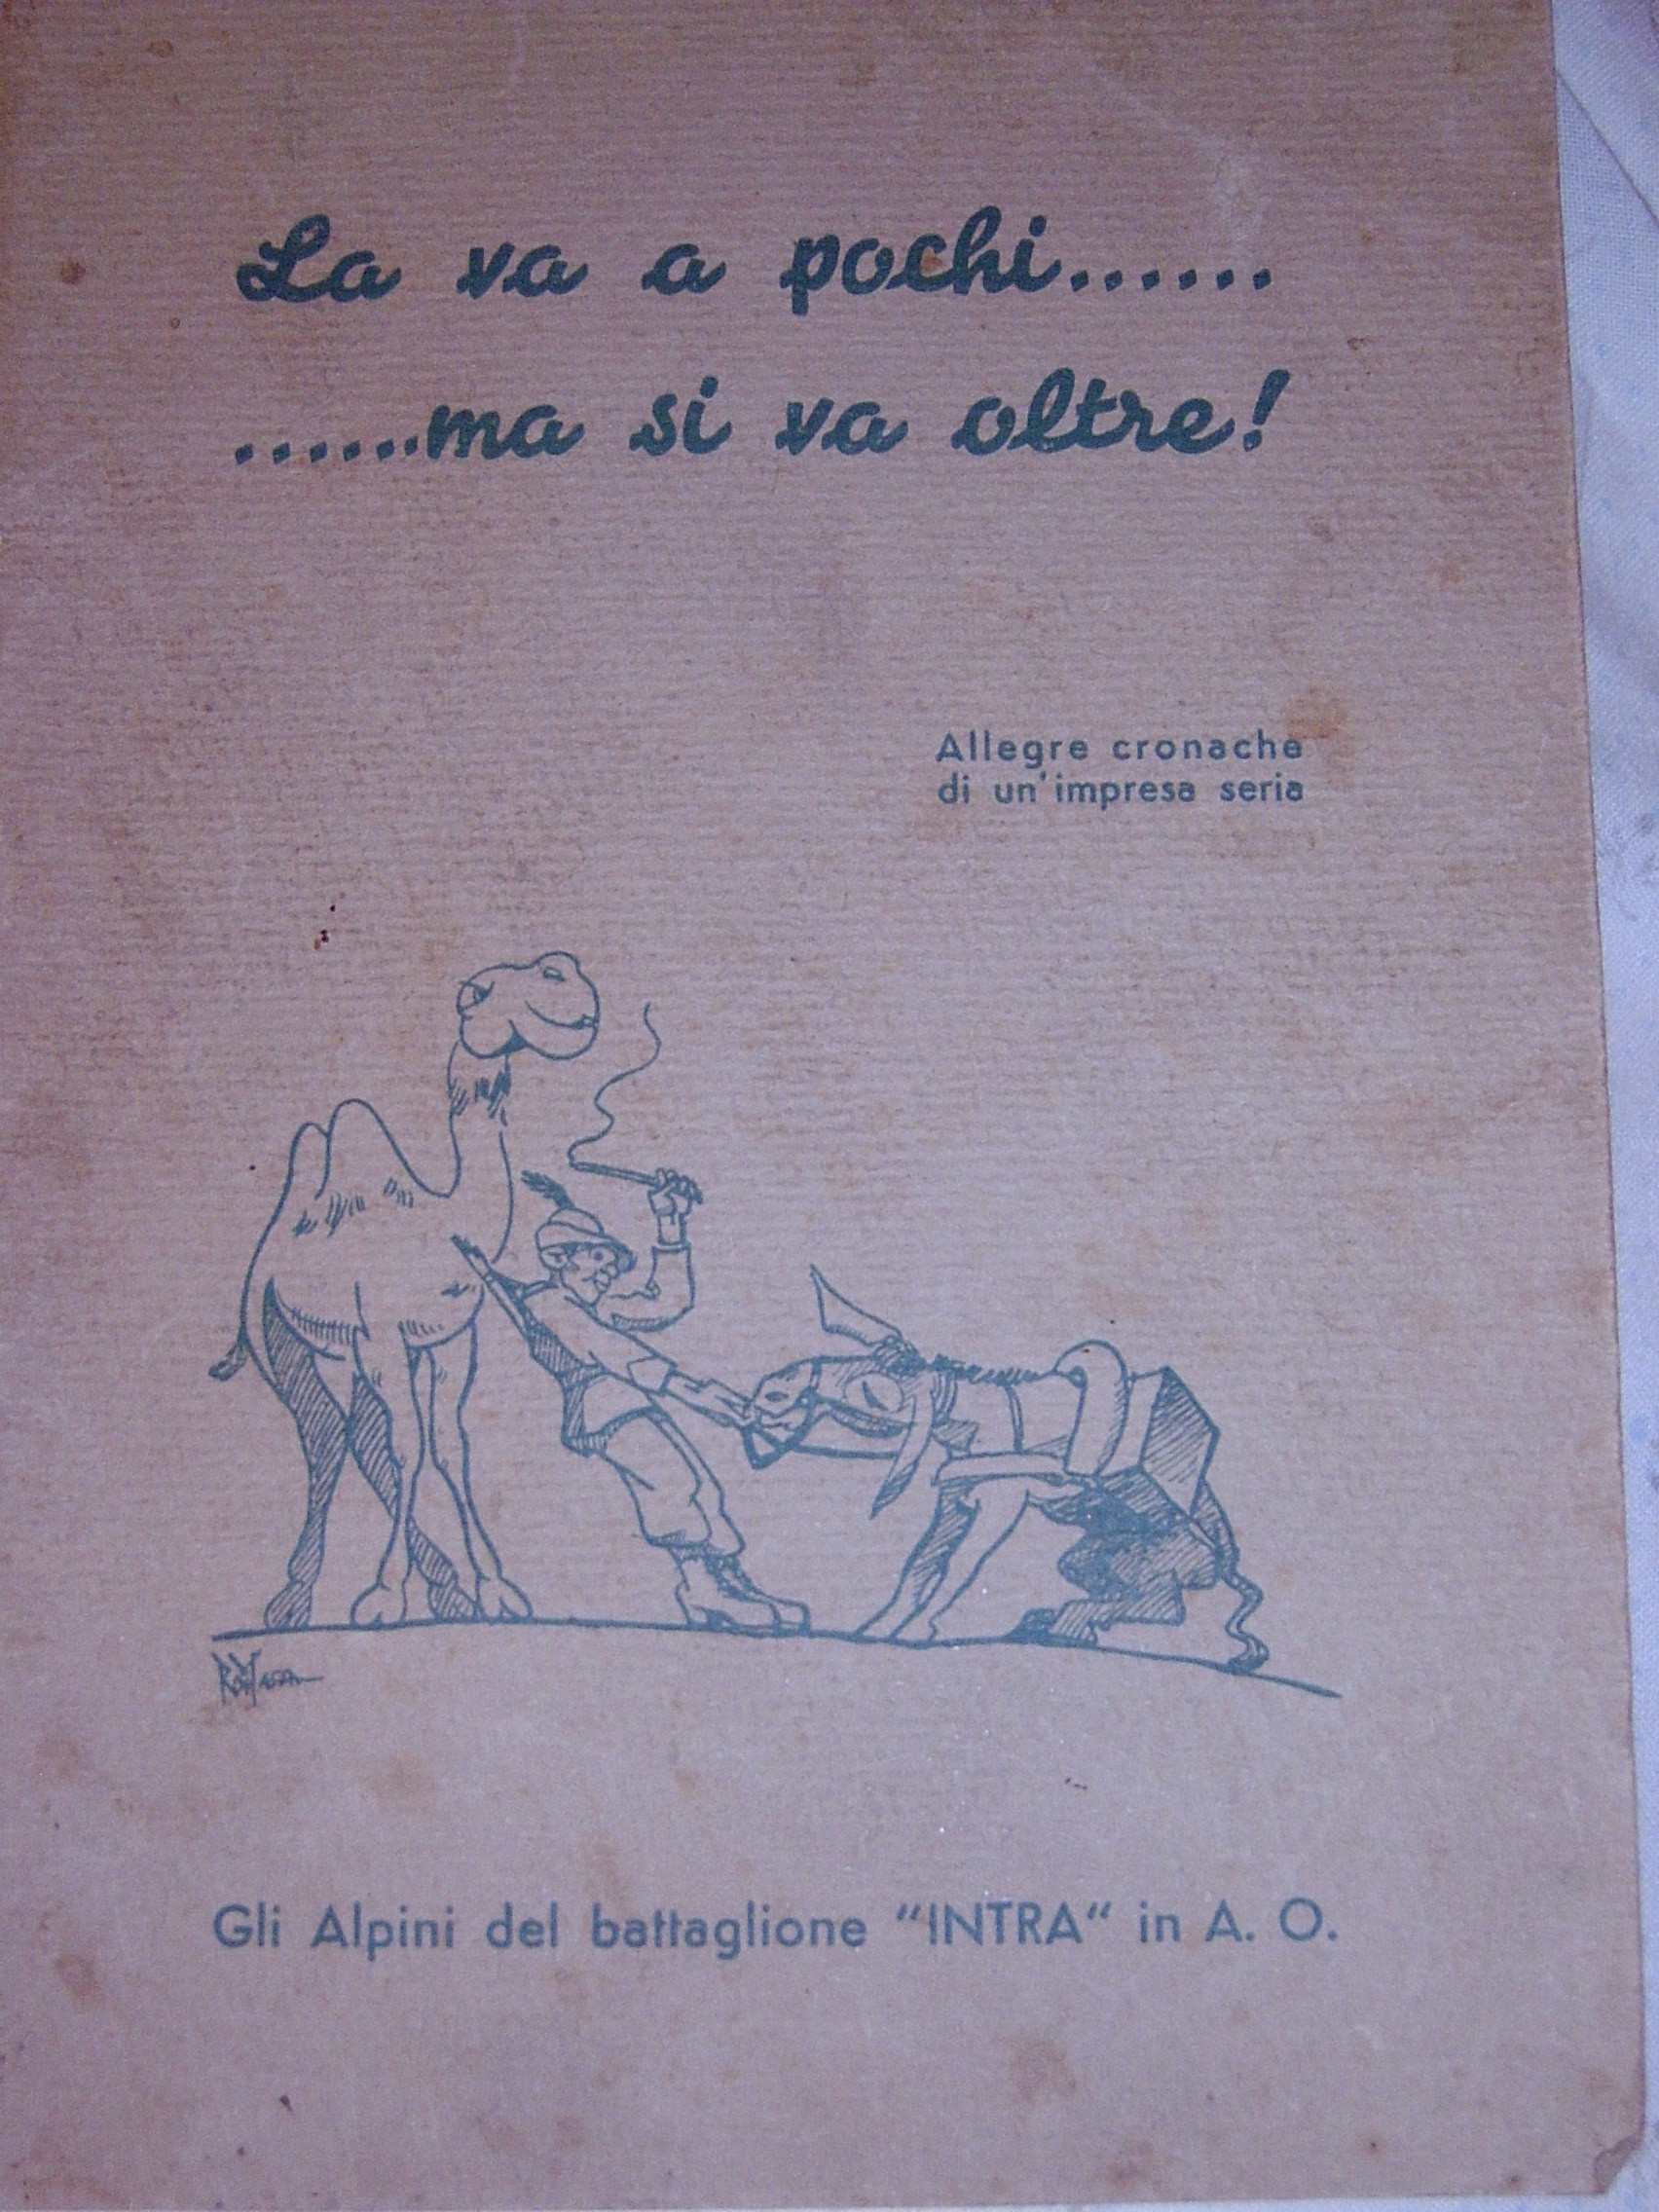 La va a pochi......
......ma si va oltre!
Allegre cronache
di un'impresa seria
Gli Alpini del battaglione “INTRA“ in A. O.